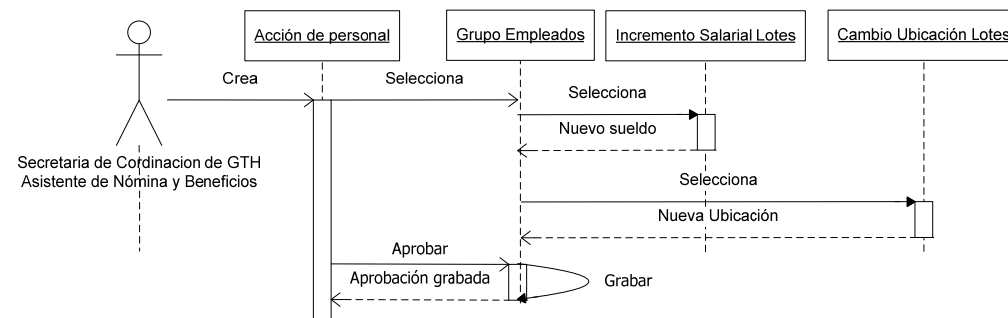 Acción de personal
Grupo Empleados
Incremento Salarial Lotes
Cambio Ubicación Lotes
Crea
Selecciona
Selecciona
Nuevo sueldo
Secretaria de Cordinacion de GTH
Asistente de Nómina y Beneficios
Selecciona
Nueva Ubicación
Aprobar
Aprobación grabada
Grabar